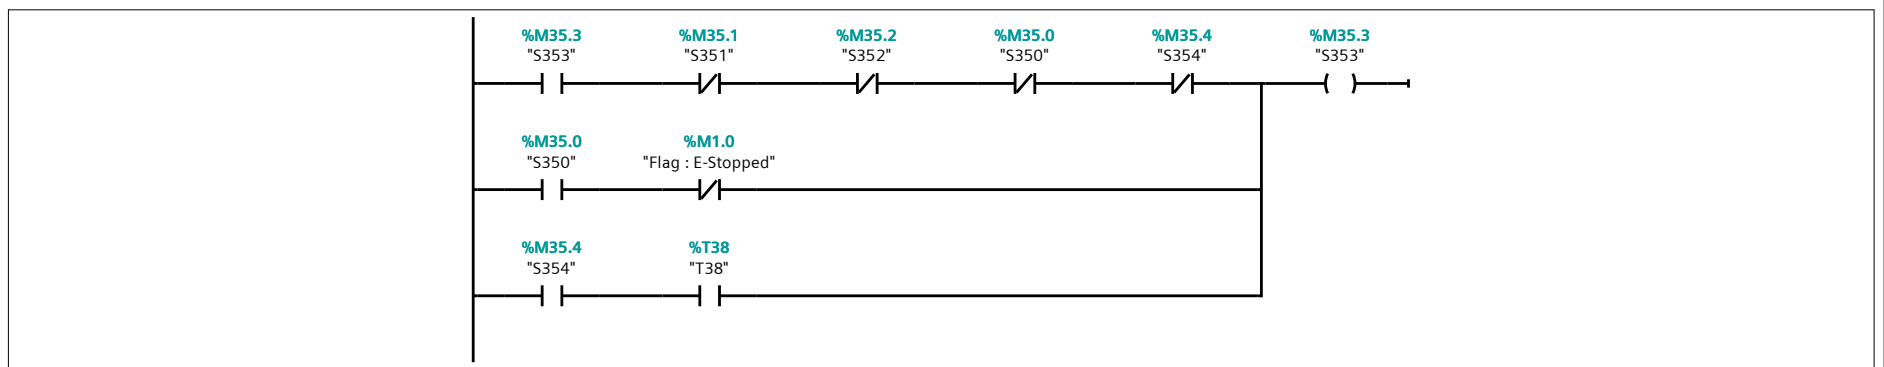 %M35.3 %M35.1 %M35.2 %M35.0 %M35.4 %M35.3
"S353" "S351" "S352" "S350" "S354" "S353"
%M35.0 %M1.0
"S350" "Flag : E-Stopped"
%M35.4 %T38
"S354" "T38"